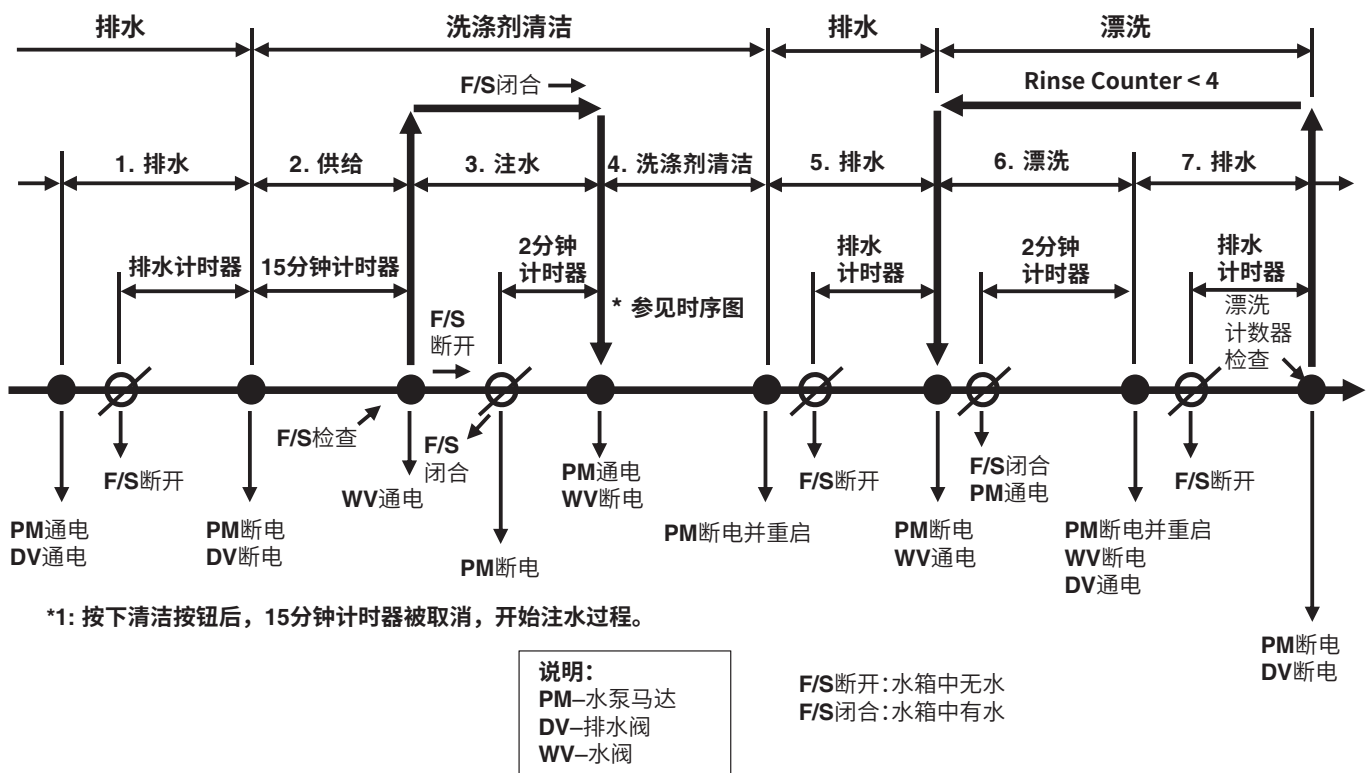 排水
洗涤剂清洁
排水
漂洗
F/S闭合
Rinse Counter < 4
1. 排水
2. 供给
3. 注水
4. 洗涤剂清洁
5. 排水
6. 漂洗
7. 排水
排水计时器
15分钟计时器
2分钟
计时器
排水
计时器
2分钟
计时器
排水
计时器
* 参见时序图
F/S
断开
漂洗
计数器
检查
F/S检查
F/S
闭合
F/S断开
WV通电
PM通电
WV断电
F/S断开
F/S闭合
PM通电
F/S断开
PM通电
DV通电
PM断电
DV断电
PM断电
PM断电并重启
PM断电
WV通电
PM断电并重启
WV断电
DV通电
PM断电
DV断电
*1: 按下清洁按钮后，15分钟计时器被取消，开始注水过程。
说明：
PM–水泵马达
DV–排水阀
WV–水阀
F/S断开：水箱中无水
F/S闭合：水箱中有水